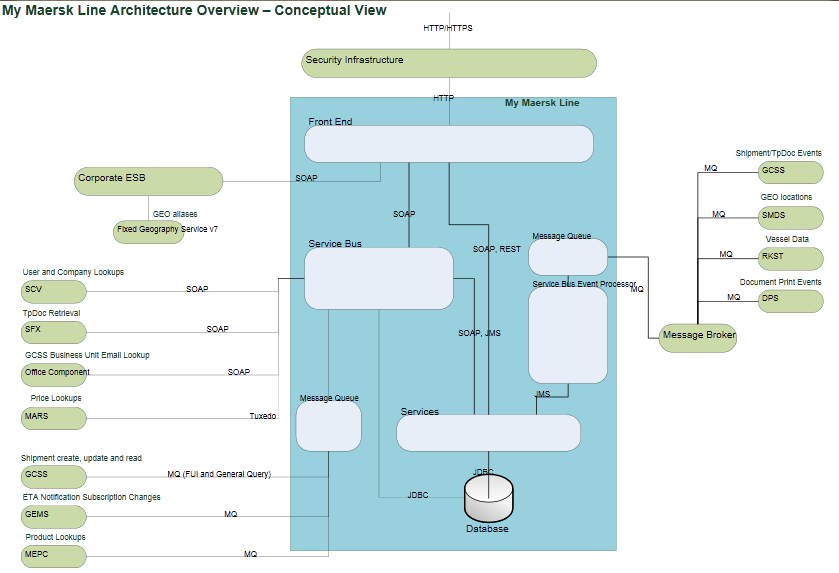 My Maersk Line Architecture Overview – Conceptual View
HTTP/HTTPS
Security Infrastructure
HTTP
My Maersk Line
Front End
Shipment/TpDoc Events
MQ
GCSS
Corporate ESB
SOAP
GEO locations
GEO aliases
SOAP
MQ
SMDS
Fixed Geography Service v7
Message Queue
Vessel Data
Service Bus
SOAP, REST
MQ
RKST
User and Company Lookups
SCV
SOAP
Service Bus Event Processor
MQ
Document Print Events
MQ
DPS
TpDoc Retrieval
SFX
SOAP
SOAP, JMS
Message Broker
GCSS Business Unit Email Lookup
Office Component
SOAP
Price Lookups
Message Queue
JMS
MARS
Tuxedo
Services
Shipment create, update and read
GCSS
MQ (FUI and General Query)
JDBC
ETA Notification Subscription Changes
JDBC
GEMS
MQ
Database
Product Lookups
MEPC
MQ